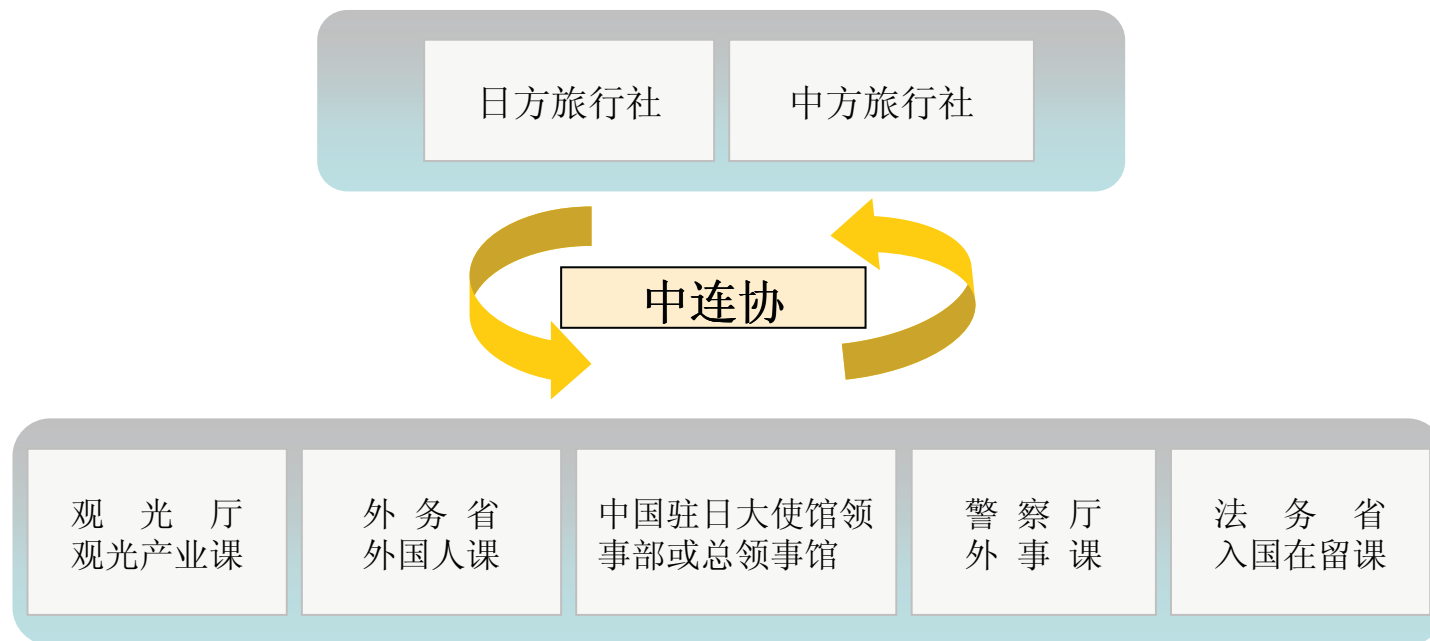 日方旅行社
中方旅行社
中连协
观光厅
观光产业课
外务省
外国人课
中国驻日大使馆领
事部或总领事馆
警察厅
外事课
法务省
入国在留课